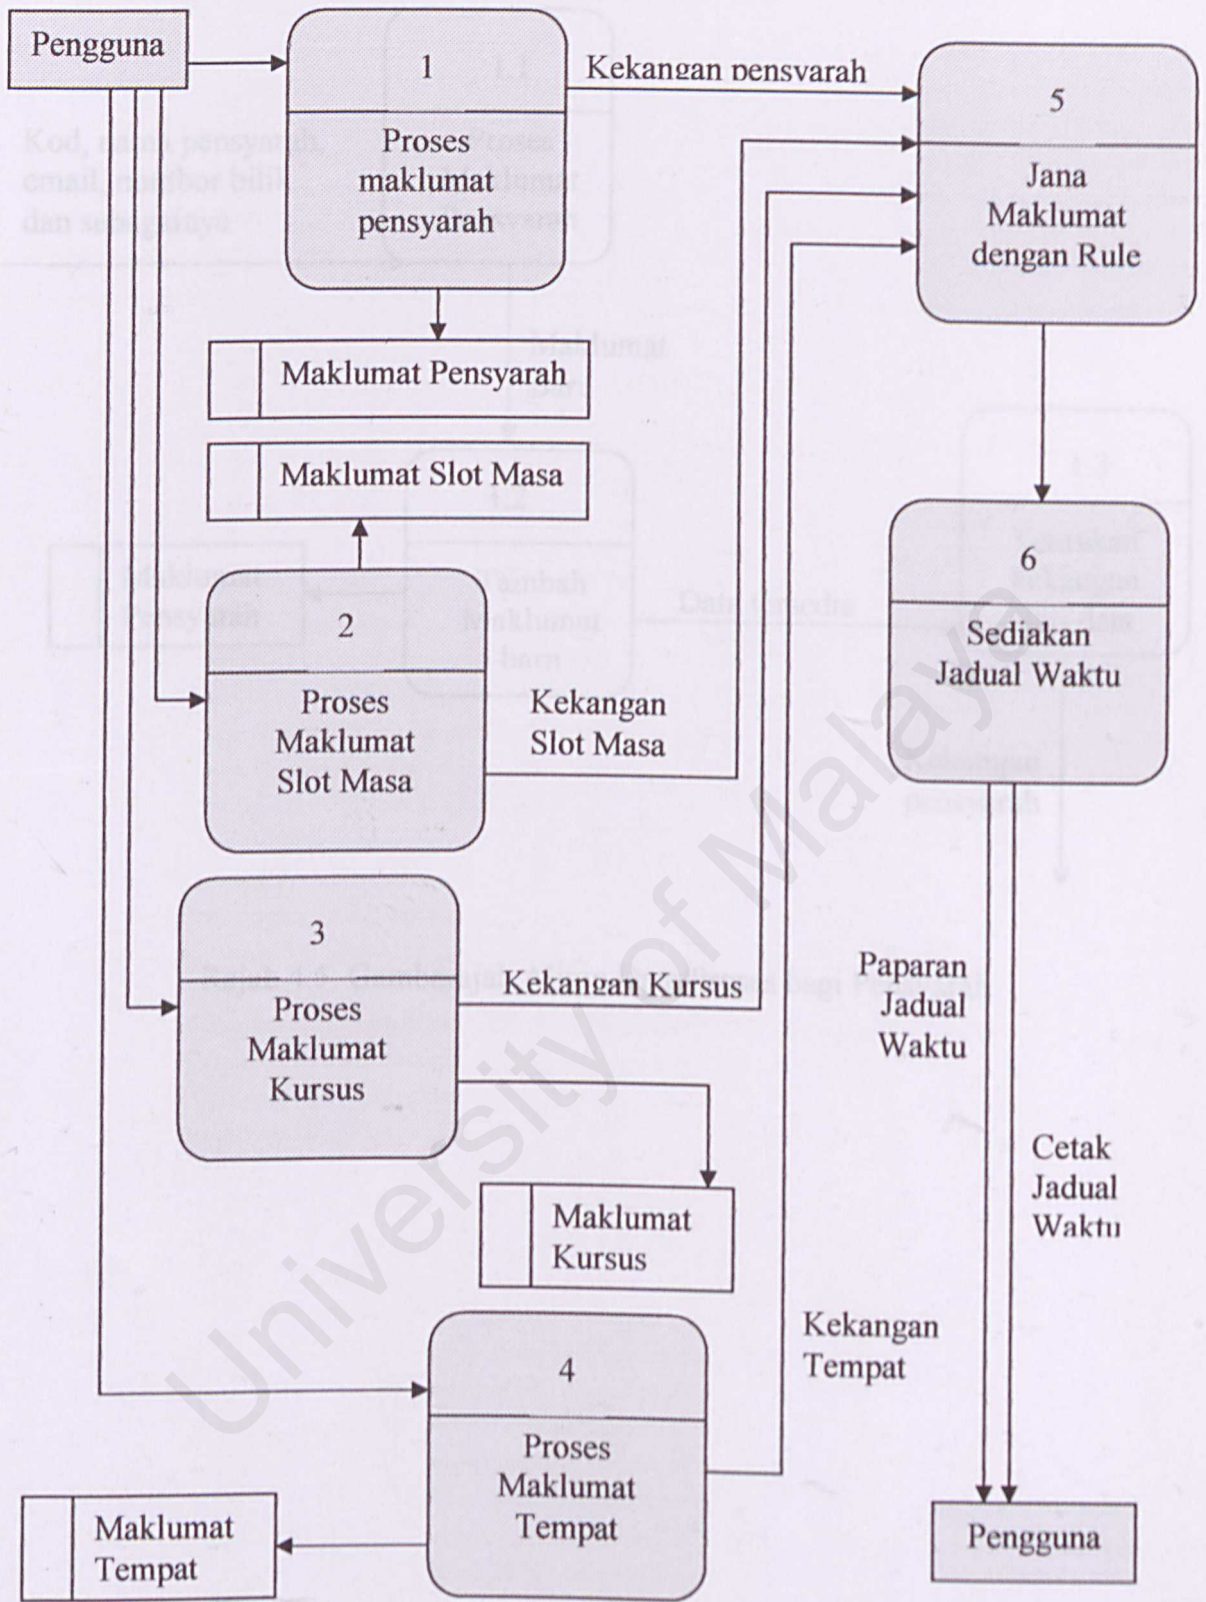 Pengguna
1
Proses
maklumat
pensyarah
Kekangan pensyarah
5
Jana
Maklumat
dengan Rule
Maklumat Pensyarah
Maklumat Slot Masa
2
Proses
Maklumat
Slot Masa
Kekangan
Slot Masa
6
Sediakan
Jadual Waktu
3
Proses
Maklumat
Kursus
Kekangan Kursus
Paparan
Jadual
Waktu
Cetak
Jadual
Waktu
Maklumat
Kursus
4
Proses
Maklumat
Tempat
Kekangan
Tempat
Maklumat
Tempat
Pengguna
University of Malaya